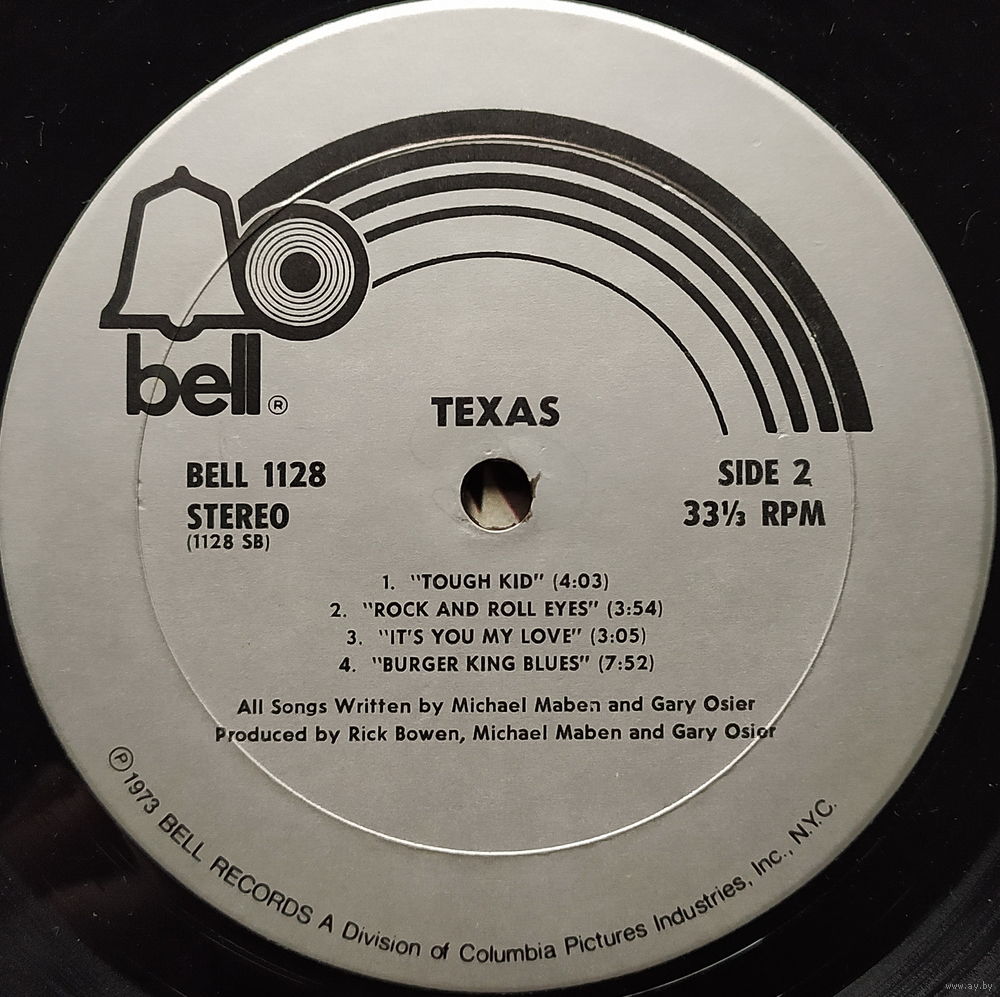 bell®
TEXAS
BELL 1128
STEREO
(1128 SB)
SIDE 2
33⅓ RPM
1. "TOUGH KID" (4:03)
2. "ROCK AND ROLL EYES" (3:54)
3. "IT'S YOU MY LOVE" (3:05)
4. "BURGER KING BLUES" (7:52)
All Songs Written by Michael Maben and Gary Osier
Produced by Rick Bowen, Michael Maben and Gary Osier
℗ 1973 BELL RECORDS A Division of Columbia Pictures Industries, Inc., N.Y.C.
www.ay.by